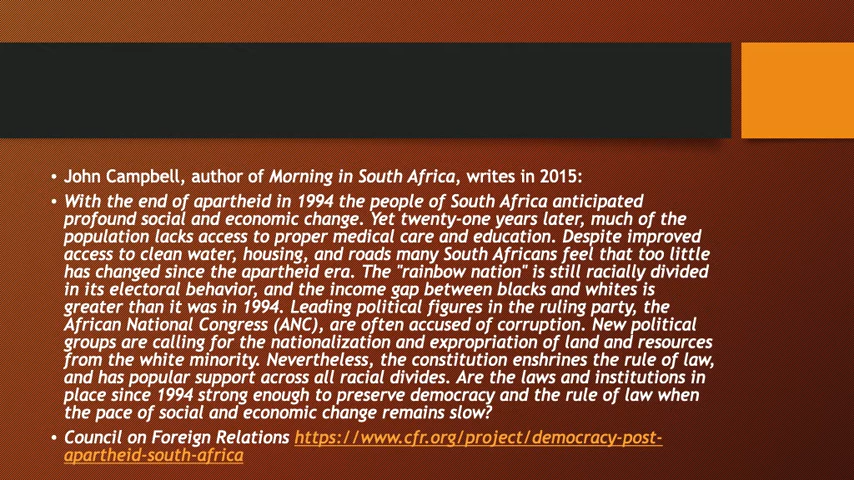 • John Campbell, author of Morning in South Africa, writes in 2015:
• With the end of apartheid in 1994 the people of South Africa anticipated
profound social and economic change. Yet twenty-one years later, much of the
population lacks access to proper medical care and education. Despite improved
access to clean water, housing, and roads many South Africans feel that too little
has changed since the apartheid era. The "rainbow nation" is still racially divided
in its electoral behavior, and the income gap between blacks and whites is
greater than it was in 1994. Leading political figures in the ruling party, the
African National Congress (ANC), are often accused of corruption. New political
groups are calling for the nationalization and expropriation of land and resources
from the white minority. Nevertheless, the constitution enshrines the rule of law,
and has popular support across all racial divides. Are the laws and institutions in
place since 1994 strong enough to preserve democracy and the rule of law when
the pace of social and economic change remains slow?
• Council on Foreign Relations https://www.cfr.org/project/democracy-post-
apartheid-south-africa